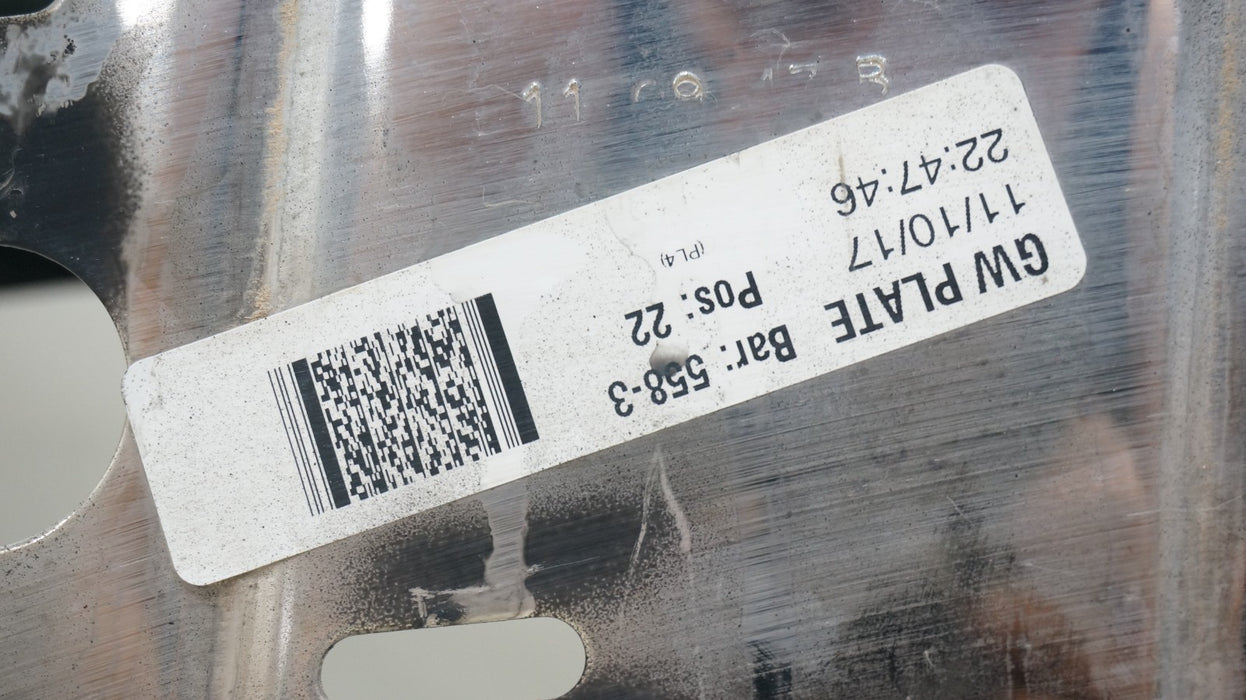 GW PLATE
11/10/17
22:47:46
Bar: 558-3
Pos: 22
(PL4)